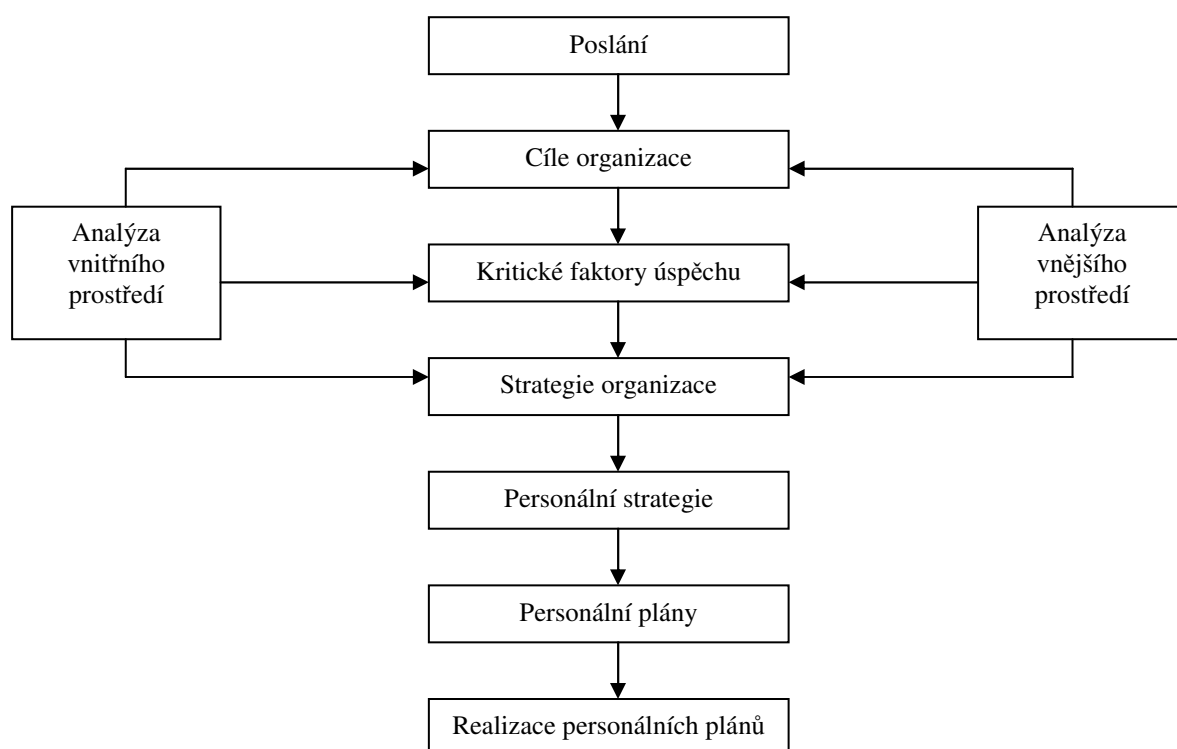 Poslání
Cíle organizace
Analýza
vnitřního
prostředí
Kritické faktory úspěchu
Analýza
vnějšího
prostředí
Strategie organizace
Personální strategie
Personální plány
Realizace personálních plánů